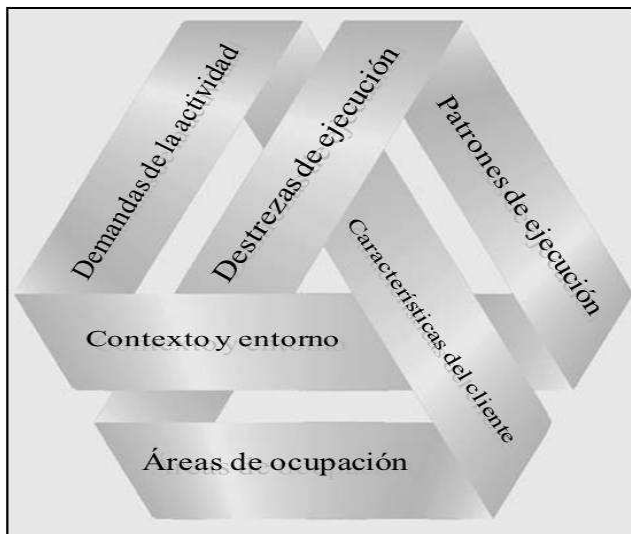 Demandas de la actividad
Destrezas de ejecución
Patrones de ejecución
Características del cliente
Contexto y entorno
Áreas de ocupación